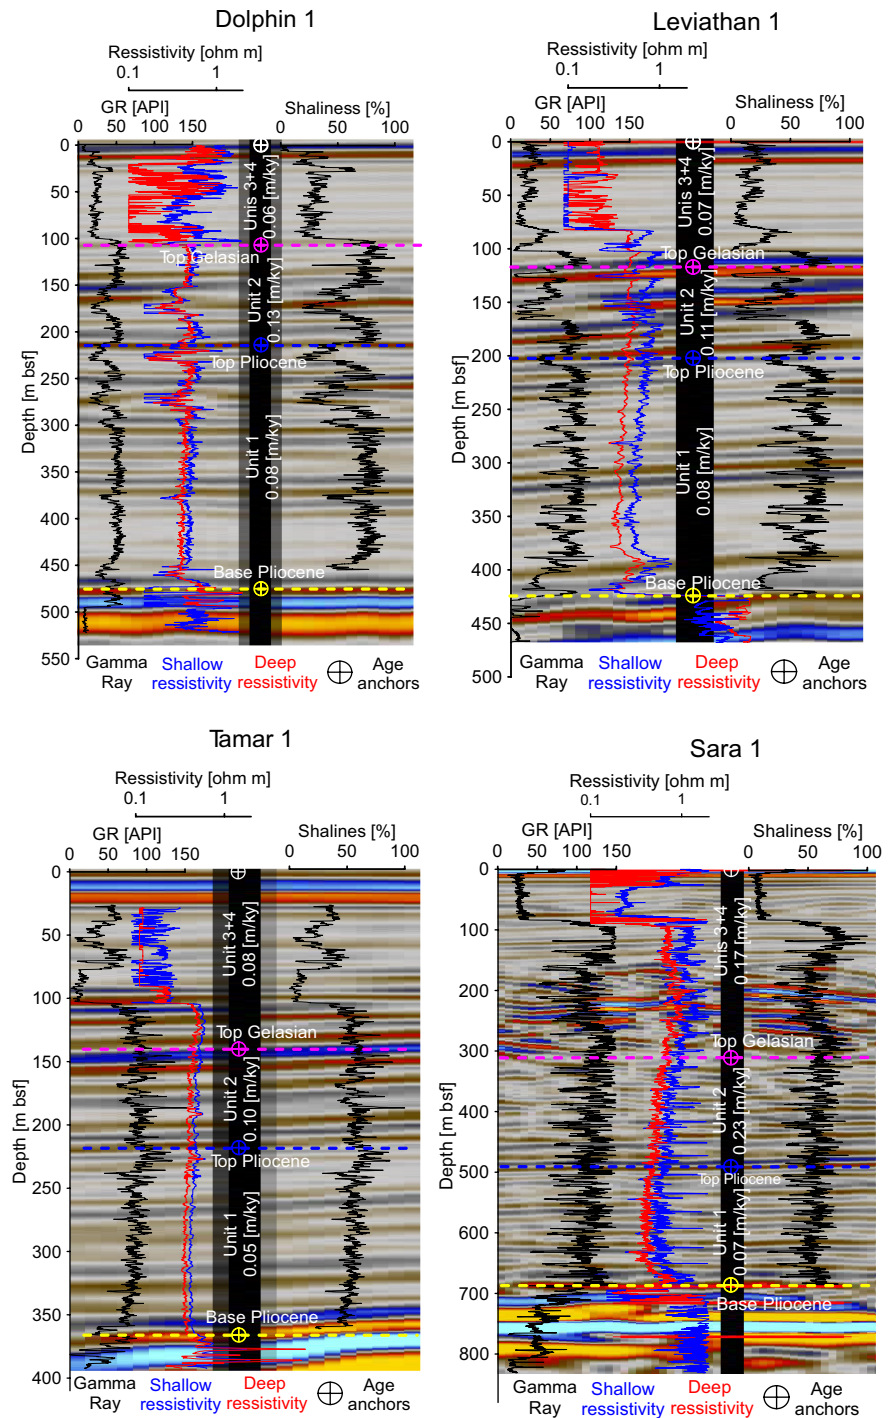 Dolphin 1
Ressistivity [ohm m]
0.1 1
GR [API] Shaliness [%]
0 50 100 150 0 50 100
0
50
100
150
200
250
300
350
400
450
500
550
Depth [m bsf]
Unis 3+4
0.06 [m/ky]
Top Gelasian
Unit 2
0.13 [m/ky]
Top Pliocene
Unit 1
0.08 [m/ky]
Base Pliocene
Gamma Ray
Shallow ressistivity
Deep ressistivity
Age anchors
Leviathan 1
Ressistivity [ohm m]
0.1 1
GR [API] Shaliness [%]
0 50 100 150 0 50 100
0
50
100
150
200
250
300
350
400
450
500
Depth [m bsf]
Unis 3+4
0.07 [m/ky]
Top Gelasian
Unit 2
0.11 [m/ky]
Top Pliocene
Unit 1
0.08 [m/ky]
Base Pliocene
Gamma Ray
Shallow ressistivity
Deep ressistivity
Age anchors
Tamar 1
Ressistivity [ohm m]
0.1 1
GR [API] Shalines [%]
0 50 100 150 0 50 100
0
50
100
150
200
250
300
350
400
Depth [m bsf]
Unit 3+4
0.08 [m/ky]
Top Gelasian
Unit 2
0.10 [m/ky]
Top Pliocene
Unit 1
0.05 [m/ky]
Base Pliocene
Gamma Ray
Shallow ressistivity
Deep ressistivity
Age anchors
Sara 1
Ressistivity [ohm m]
0.1 1
GR [API] Shaliness [%]
0 50 100 150 0 50 100
0
100
200
300
400
500
600
700
800
Depth [m bsf]
Unis 3+4
0.17 [m/ky]
Top Gelasian
Unit 2
0.23 [m/ky]
Top Pliocene
Unit 1
0.07 [m/ky]
Base Pliocene
Gamma Ray
Shallow ressistivity
Deep ressistivity
Age anchors